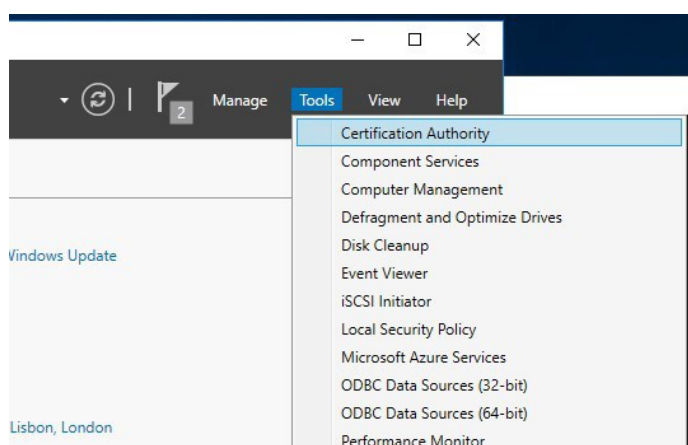 2
Manage
Tools
View
Help
Certification Authority
Component Services
Computer Management
Defragment and Optimize Drives
Windows Update
Disk Cleanup
Event Viewer
iSCSI Initiator
Local Security Policy
Microsoft Azure Services
ODBC Data Sources (32-bit)
ODBC Data Sources (64-bit)
Lisbon, London
Performance Monitor